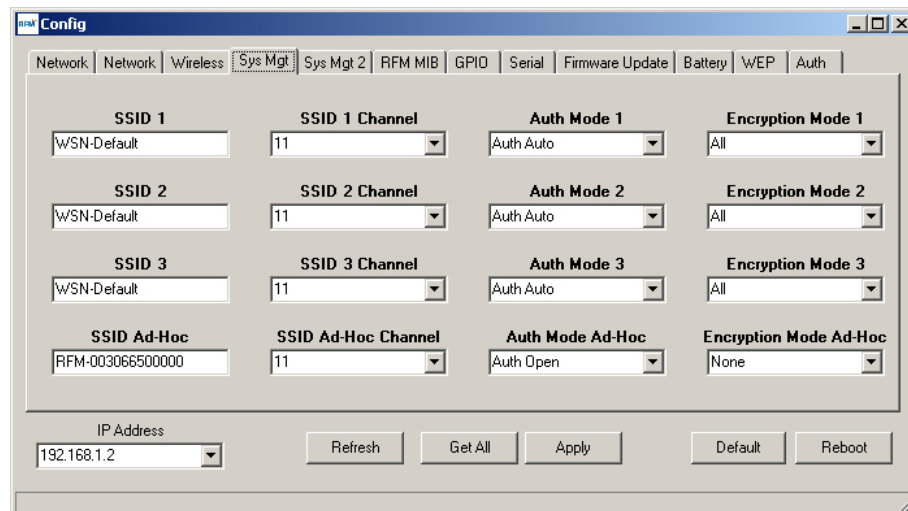 RFM Config
Network Network Wireless Sys Mgt Sys Mgt 2 RFM MIB GPIO Serial Firmware Update Battery WEP Auth
SSID 1 SSID 1 Channel Auth Mode 1 Encryption Mode 1
WSN-Default 11 Auth Auto All
SSID 2 SSID 2 Channel Auth Mode 2 Encryption Mode 2
WSN-Default 11 Auth Auto All
SSID 3 SSID 3 Channel Auth Mode 3 Encryption Mode 3
WSN-Default 11 Auth Auto All
SSID Ad-Hoc SSID Ad-Hoc Channel Auth Mode Ad-Hoc Encryption Mode Ad-Hoc
RFM-003066500000 11 Auth Open None
IP Address
192.168.1.2 Refresh Get All Apply Default Reboot